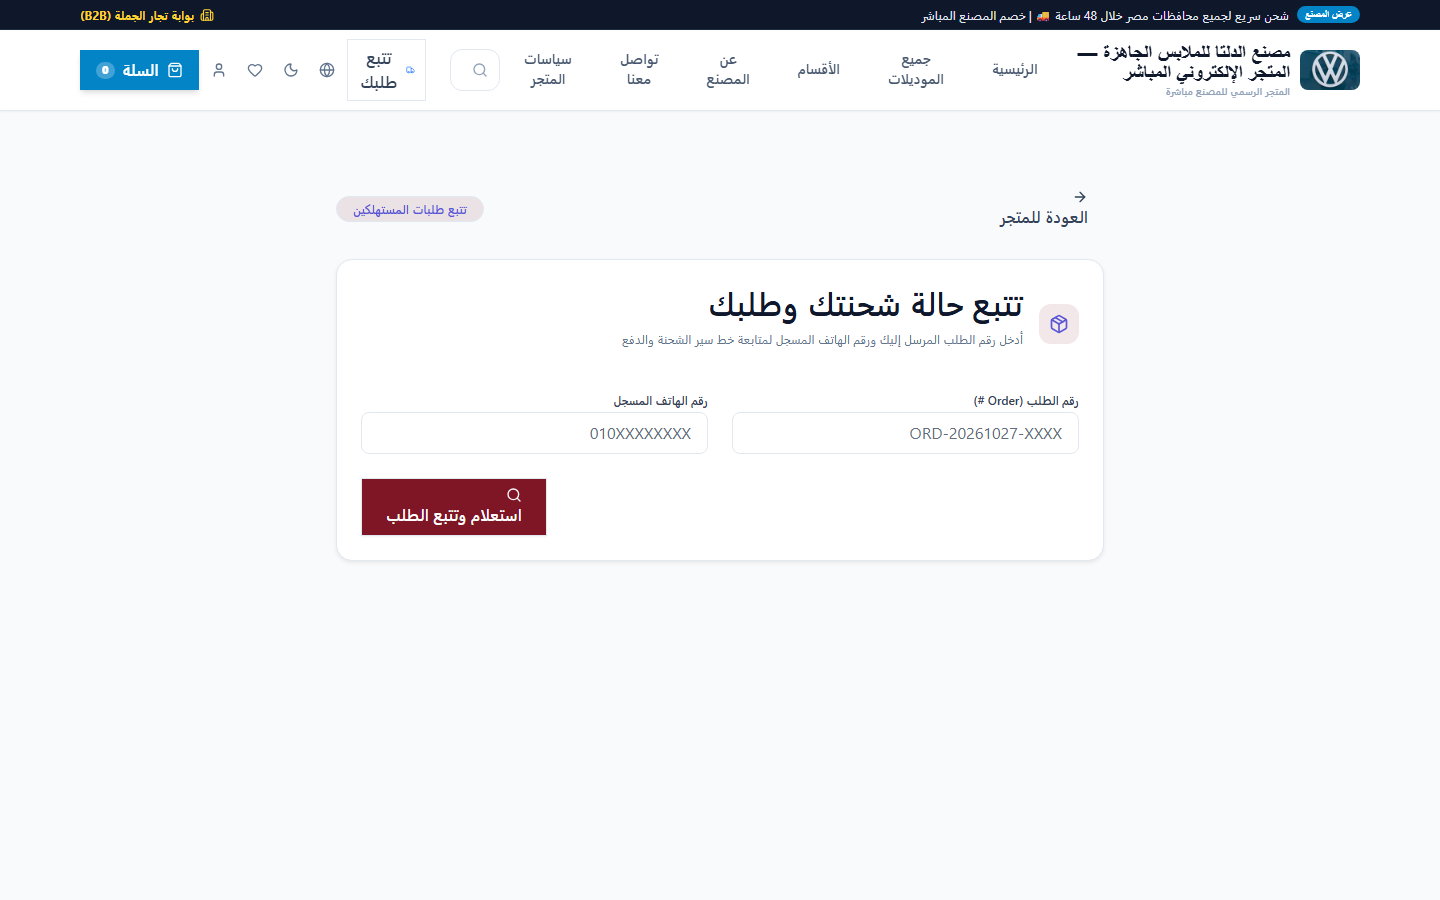 عرض المصنع
شحن سريع لجميع محافظات مصر خلال 48 ساعة 🚚 | خصم المصنع المباشر
بوابة تجار الجملة (B2B)
مصنع الدلتا للملابس الجاهزة —
المتجر الإلكتروني المباشر
المتجر الرسمي للمصنع مباشرة
الرئيسية
جميع
الموديلات
الأقسام
عن
المصنع
تواصل
معنا
سياسات
المتجر
تتبع
طلبك
السلة 0
العودة للمتجر
تتبع طلبات المستهلكين
تتبع حالة شحنتك وطلبك
أدخل رقم الطلب المرسل إليك ورقم الهاتف المسجل لمتابعة خط سير الشحنة والدفع
رقم الطلب (Order #)
ORD-20261027-XXXX
رقم الهاتف المسجل
010XXXXXXXX
استعلام وتتبع الطلب